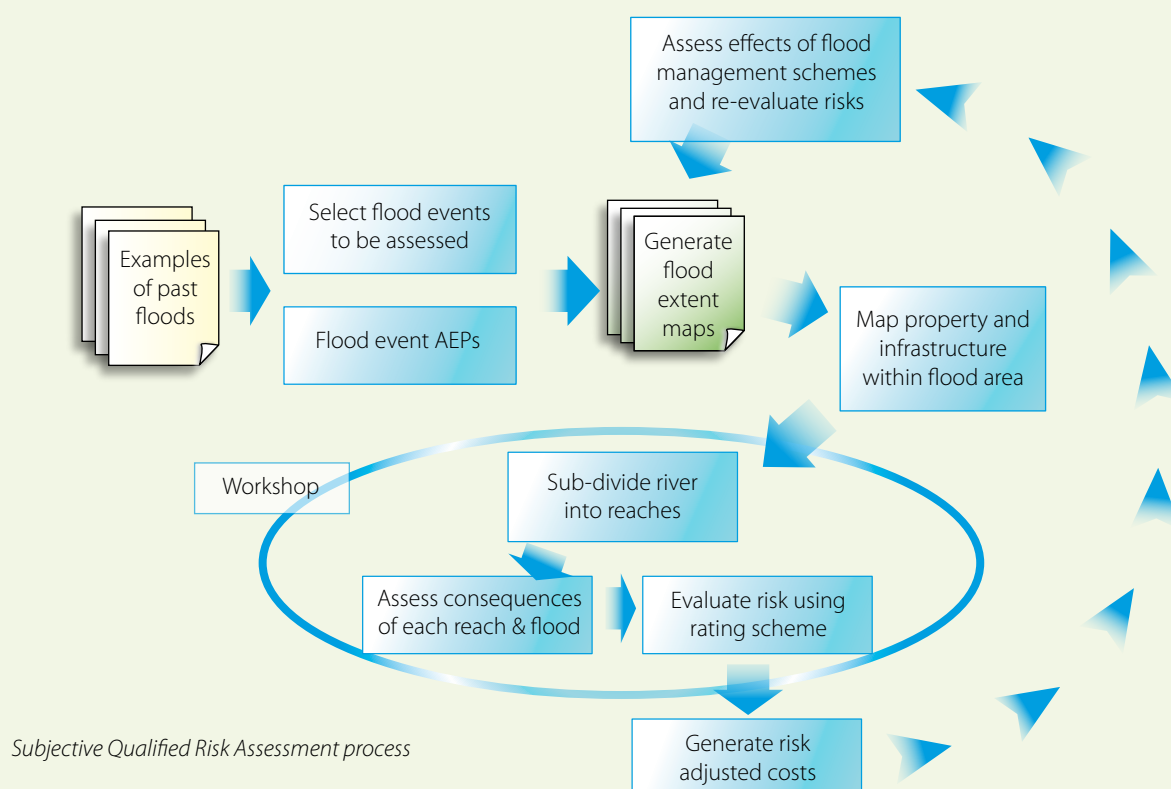 Assess effects of flood
management schemes
and re-evaluate risks
Examples
of past
floods
Select flood events
to be assessed
Flood event AEPs
Generate
flood
extent
maps
Map property and
infrastructure
within flood area
Workshop
Sub-divide river
into reaches
Assess consequences
of each reach & flood
Evaluate risk using
rating scheme
Generate risk
adjusted costs
Subjective Qualified Risk Assessment process